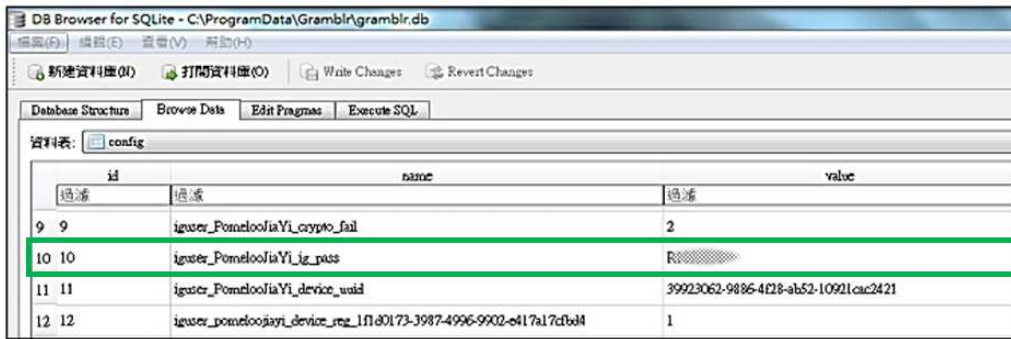 DB Browser for SQLite - C:\ProgramData\Gramblr\gramblr.db
檔案(F) 編輯(E) 查看(V) 幫助(H)
新建資料庫(N) 打開資料庫(O) Write Changes Revert Changes
Database Structure Browse Data Edit Pragmas Execute SQL
資料表: config
id name value
過濾 過濾 過濾
9 9 iguser_PomelooJiaYi_crypto_fail 2
10 10 iguser_PomelooJiaYi_ig_pass R
11 11 iguser_PomelooJiaYi_device_uuid 39923062-9886-4f28-ab52-10921cac2421
12 12 iguser_pomeloojiayi_device_reg_1f1d0173-3987-4996-9902-e417a17cfbd4 1